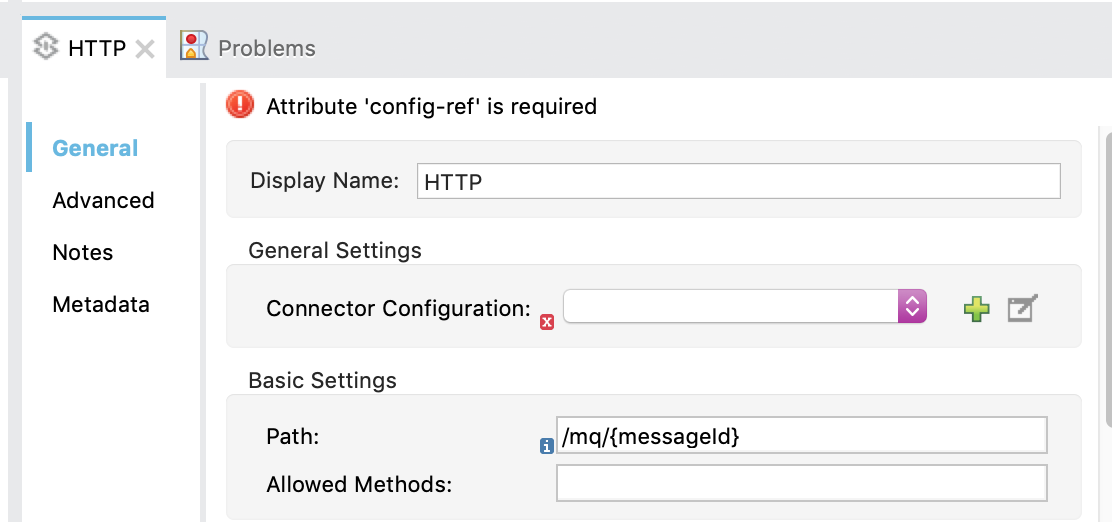 HTTP
Problems
Attribute 'config-ref' is required
General
Advanced
Notes
Metadata
Display Name: HTTP
General Settings
Connector Configuration:
Basic Settings
Path: /mq/{messageId}
Allowed Methods: